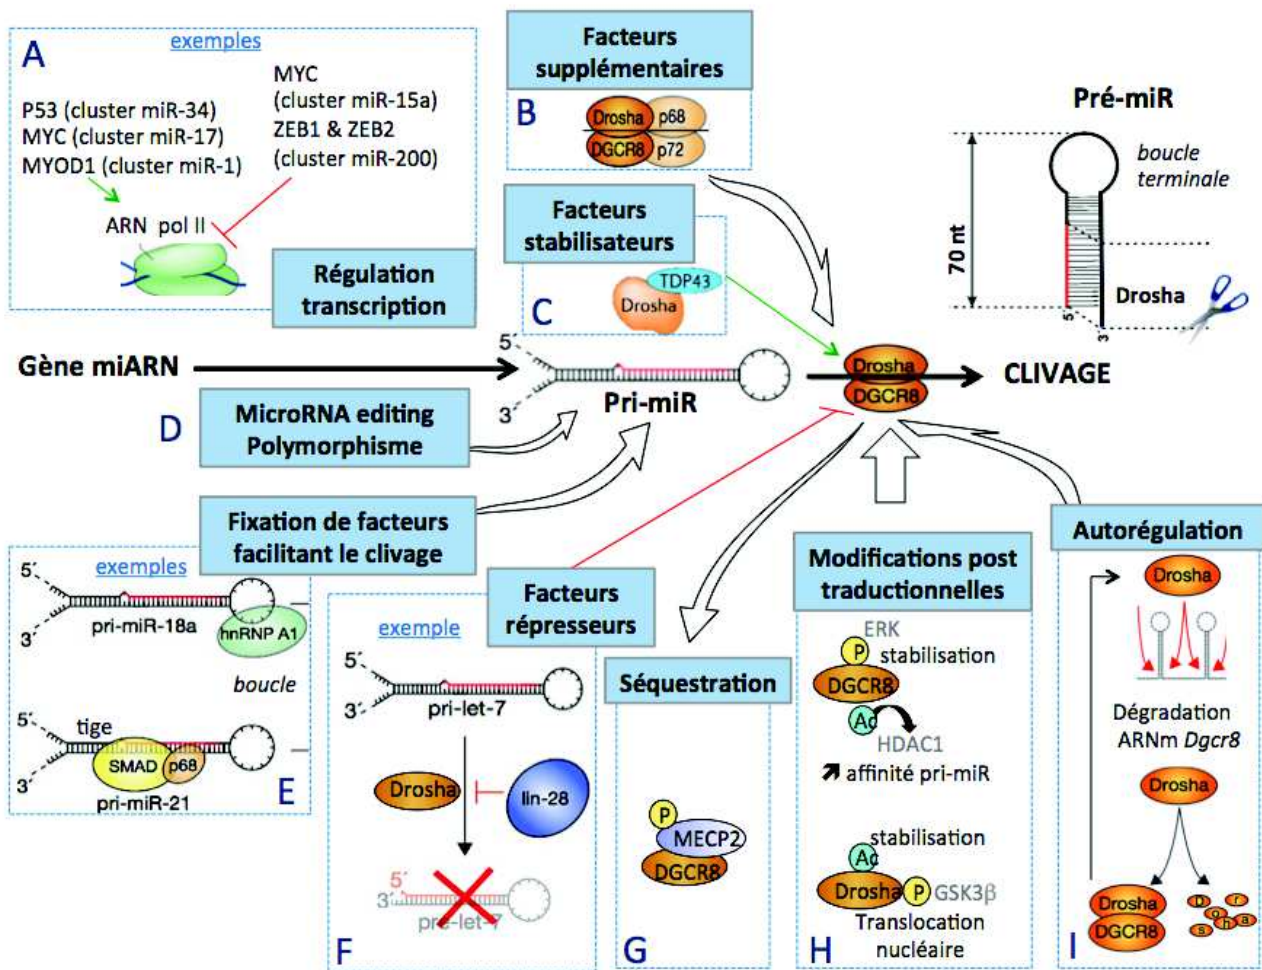 A
exemples
P53 (cluster miR-34)
MYC (cluster miR-17)
MYOD1 (cluster miR-1)
MYC
(cluster miR-15a)
ZEB1 & ZEB2
(cluster miR-200)
ARN pol II
Régulation
transcription
Facteurs
supplémentaires
B
Drosha
p68
DGCR8
p72
Facteurs
stabilisateurs
C
TDP43
Drosha
Pré-miR
boucle
terminale
70 nt
Drosha
5'
3'
Gène miARN
5´
3´
Pri-miR
Drosha
DGCR8
CLIVAGE
D
MicroRNA editing
Polymorphisme
Fixation de facteurs
facilitant le clivage
exemples
5´
3´
pri-miR-18a
hnRNP A1
boucle
5´
tige
3´
SMAD
p68
pri-miR-21
E
Facteurs
répresseurs
exemple
5´
3´
pri-let-7
Drosha
lin-28
5´
3´
pre-let-7
F
Séquestration
P
MECP2
DGCR8
G
Modifications post
traductionnelles
ERK
P
stabilisation
DGCR8
Ac
HDAC1
affinité pri-miR
stabilisation
Ac
Drosha
P
GSK3β
Translocation
nucléaire
H
Autorégulation
Drosha
Dégradation
ARNm Dgcr8
Drosha
Drosha
DGCR8
D
r
o
s
h
a
I